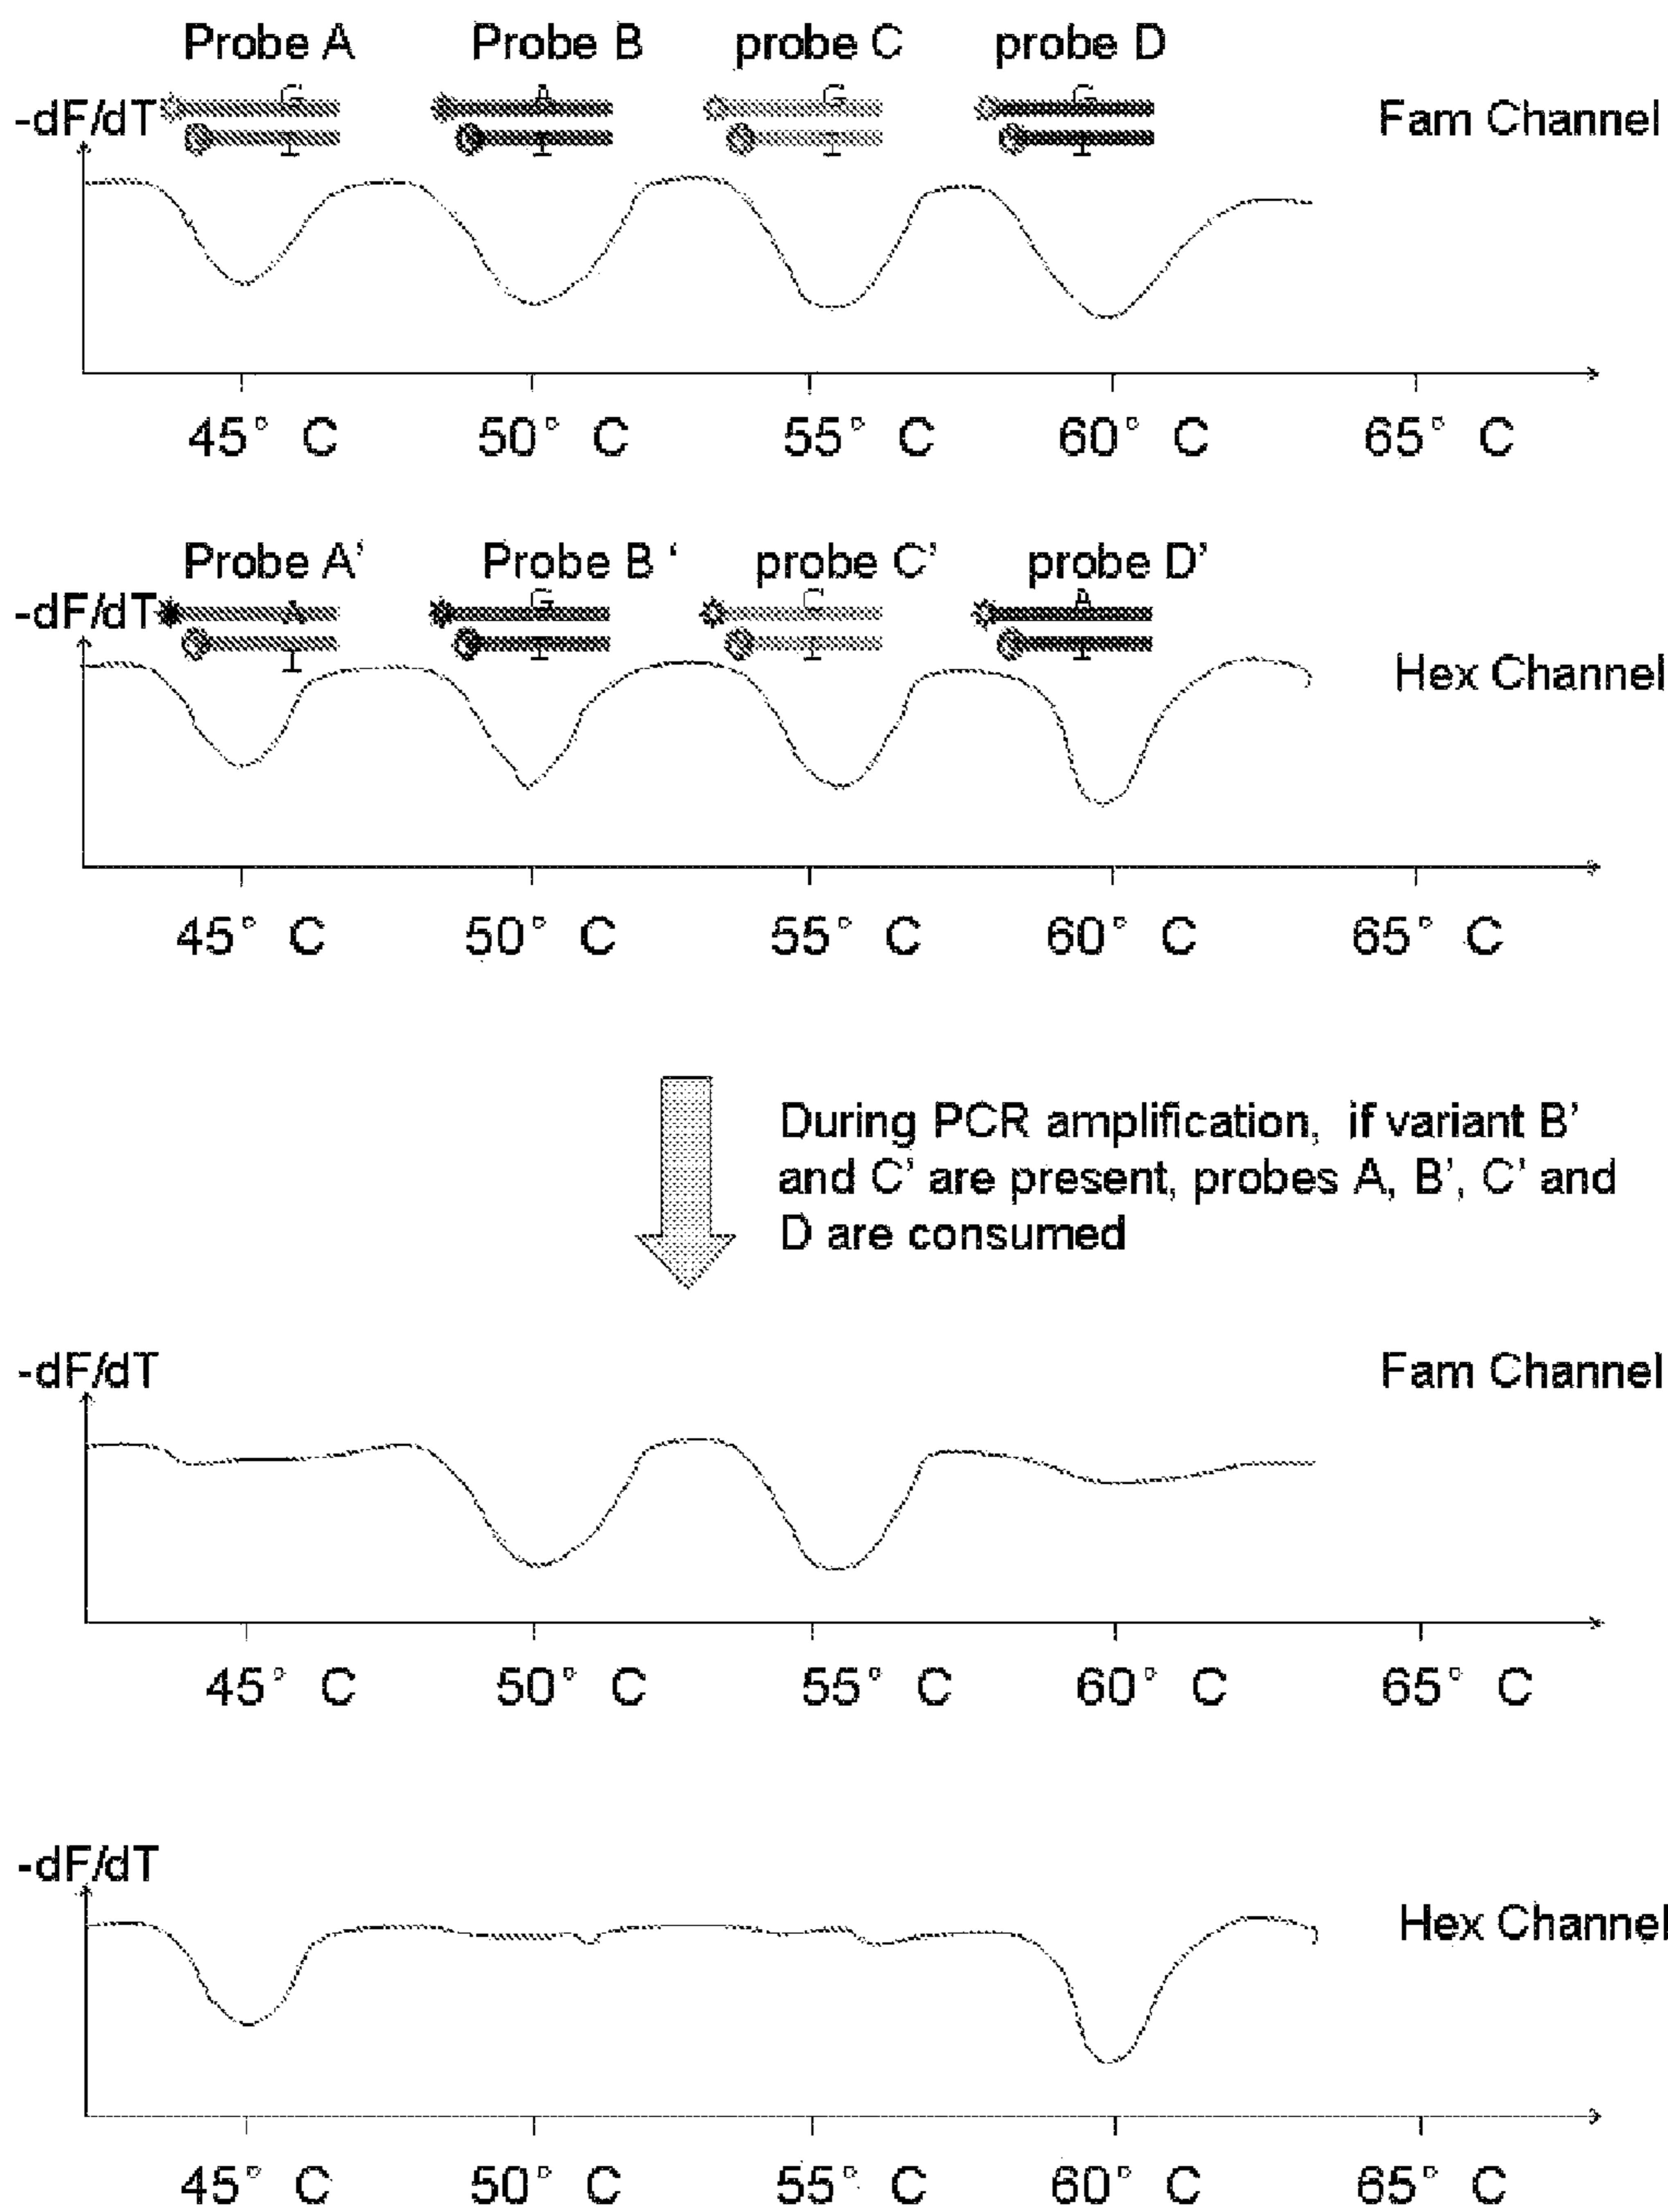 Probe A Probe B probe C probe D
-dF/dT G A G G Fam Channel
T T T T
45° C 50° C 55° C 60° C 65° C
Probe A’ Probe B ‘ probe C’ probe D’
-dF/dT A G C A
T T T T Hex Channel
45° C 50° C 55° C 60° C 65° C
During PCR amplification, if variant B’
and C’ are present, probes A, B’, C’ and
D are consumed
-dF/dT Fam Channel
45° C 50° C 55° C 60° C 65° C
-dF/dT Hex Channel
45° C 50° C 55° C 60° C 65° C